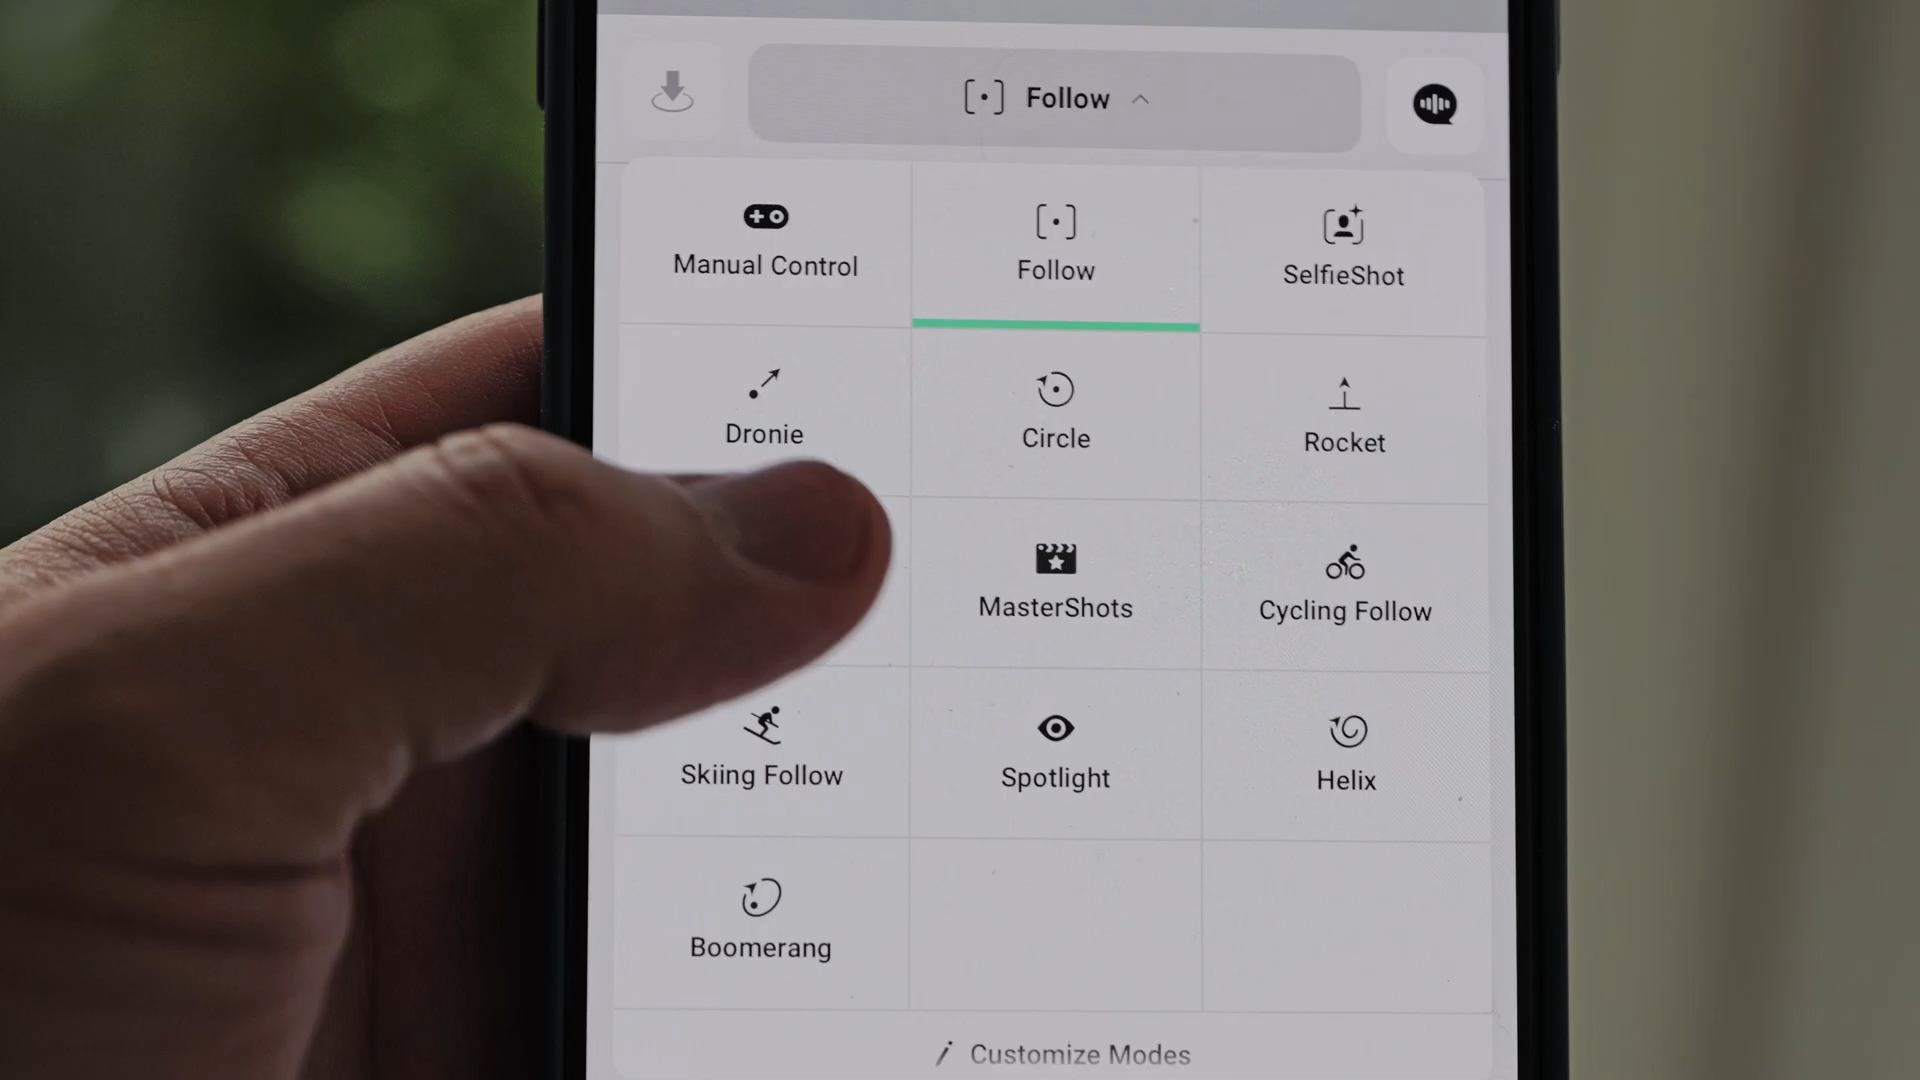 Follow
Manual Control
Follow
SelfieShot
Dronie
Circle
Rocket
MasterShots
Cycling Follow
Skiing Follow
Spotlight
Helix
Boomerang
Customize Modes